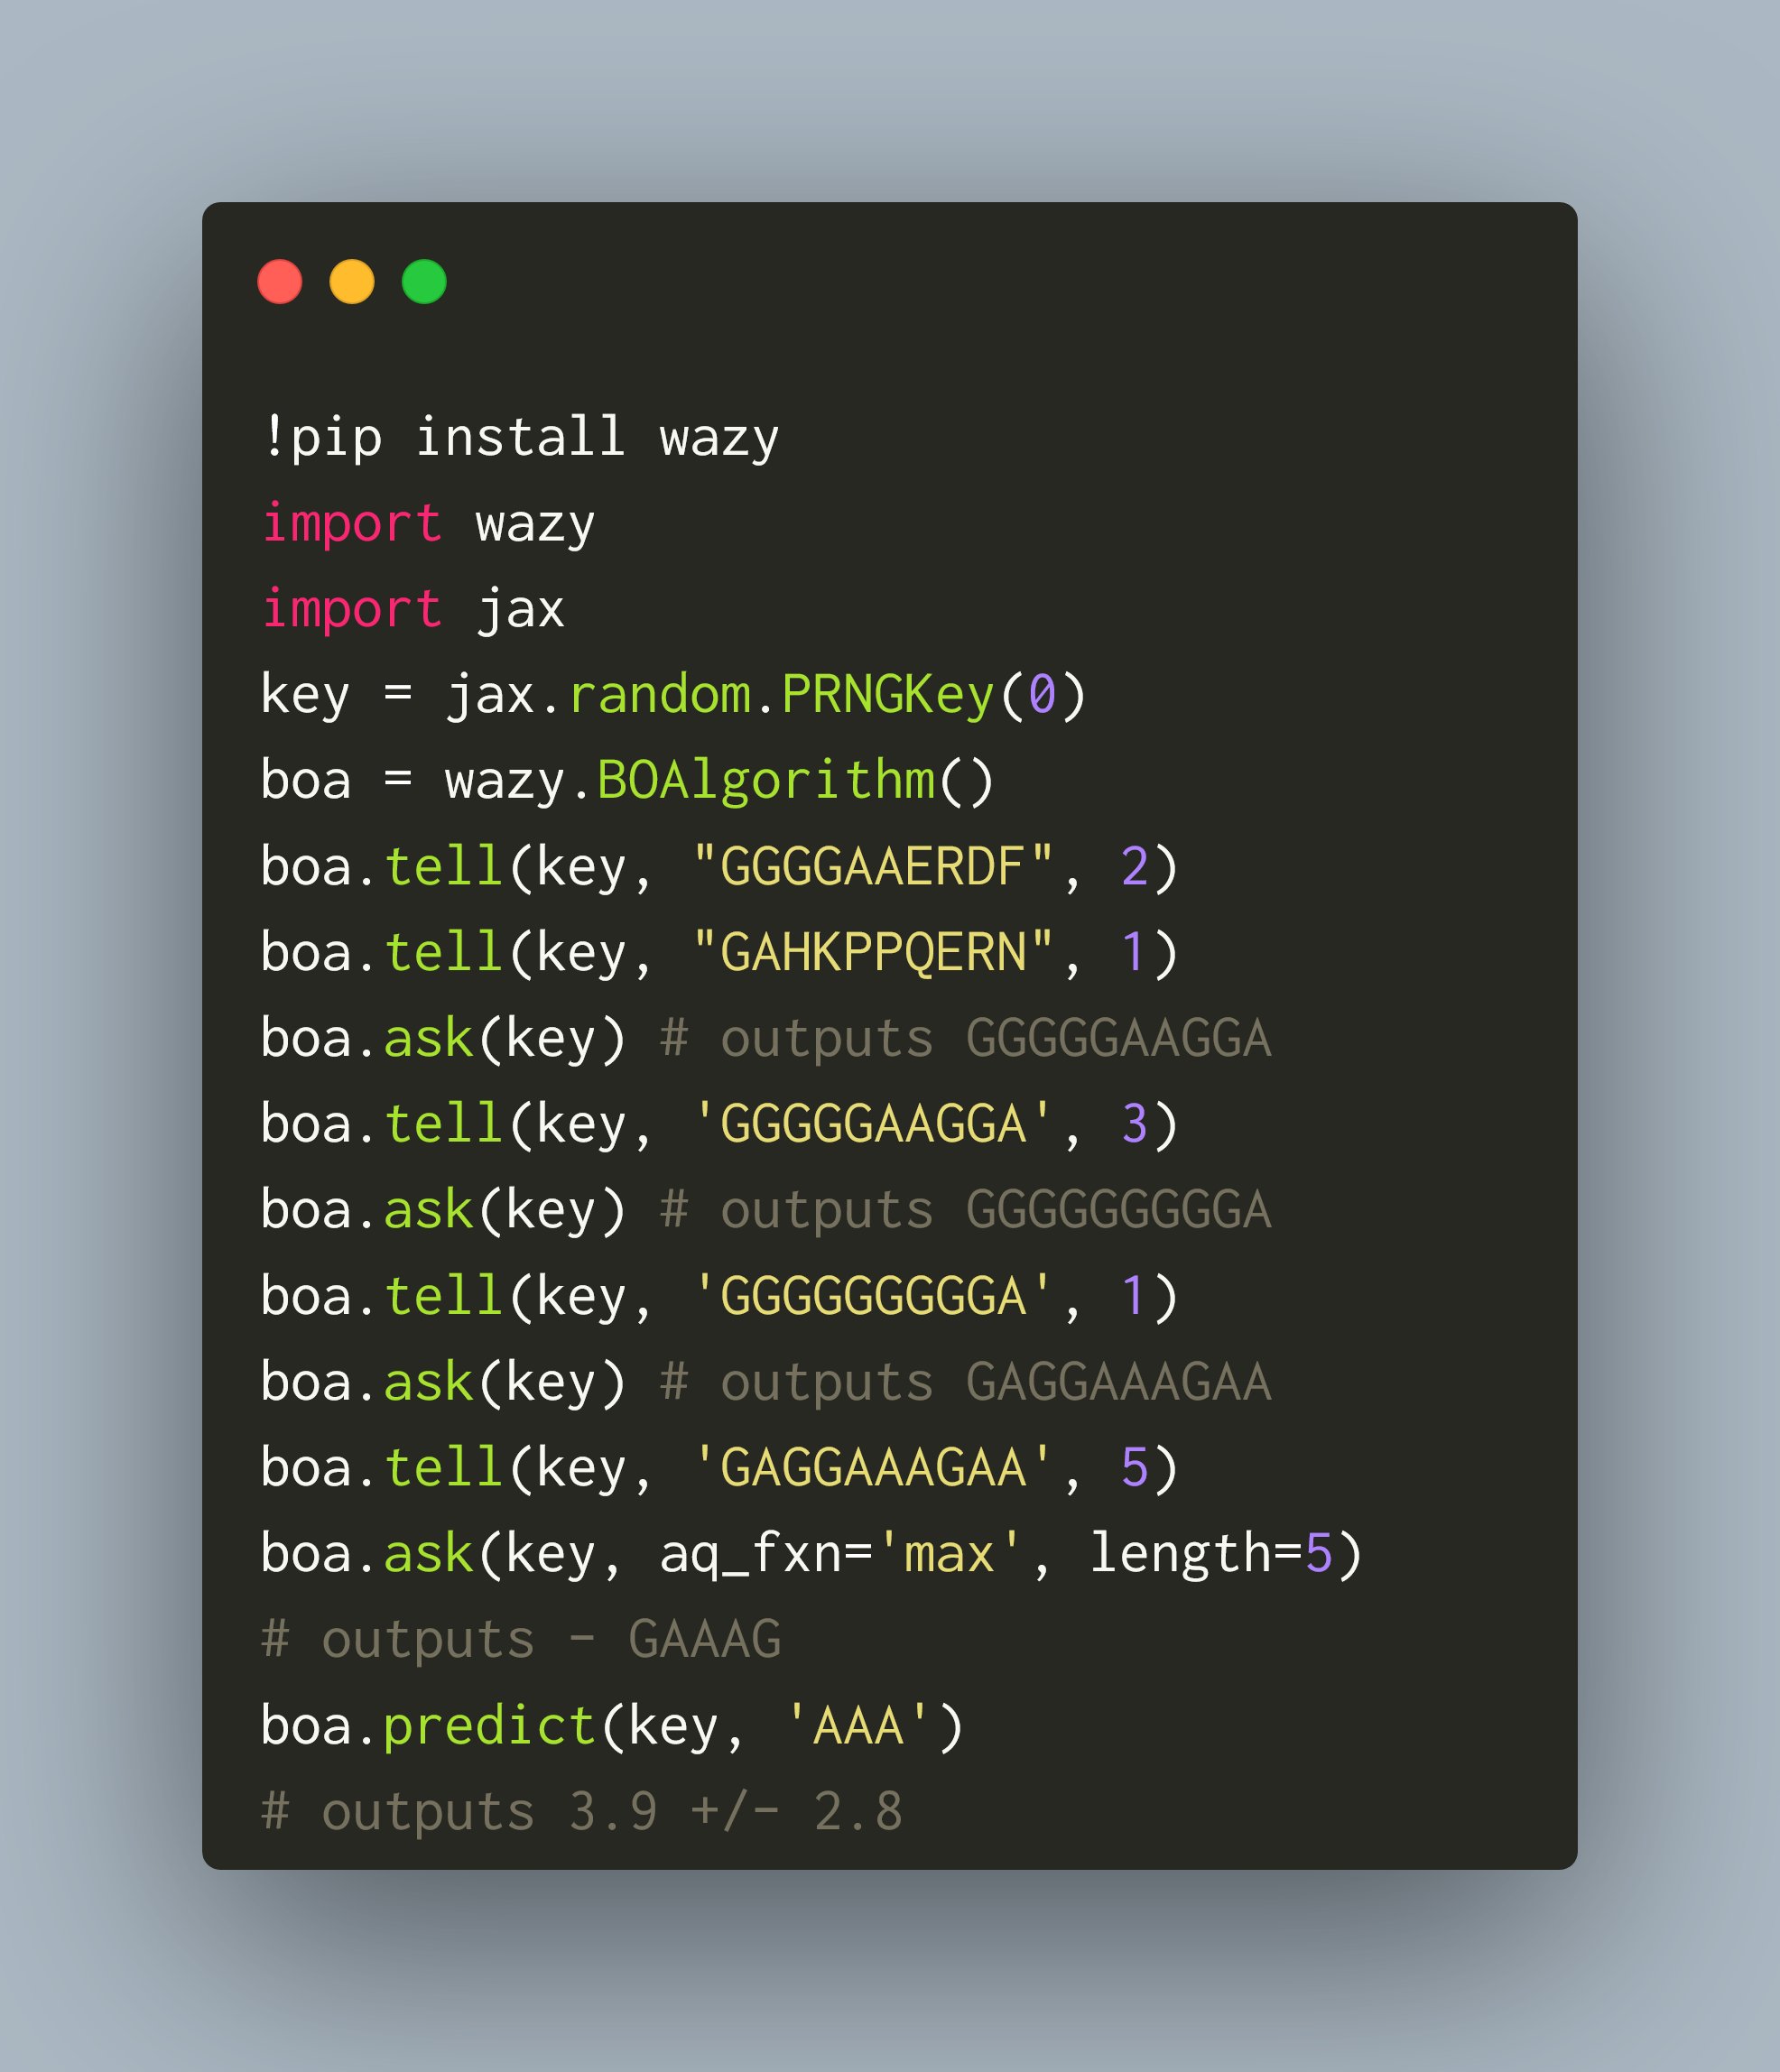 !pip install wazy
import wazy
import jax
key = jax.random.PRNGKey(0)
boa = wazy.BOAlgorithm()
boa.tell(key, "GGGGAAERDF", 2)
boa.tell(key, "GAHKPPQERN", 1)
boa.ask(key) # outputs GGGGGAAGGA
boa.tell(key, 'GGGGGAAGGA', 3)
boa.ask(key) # outputs GGGGGGGGGA
boa.tell(key, 'GGGGGGGGGA', 1)
boa.ask(key) # outputs GAGGAAAGAA
boa.tell(key, 'GAGGAAAGAA', 5)
boa.ask(key, aq_fxn='max', length=5)
# outputs - GAAAG
boa.predict(key, 'AAA')
# outputs 3.9 +/- 2.8